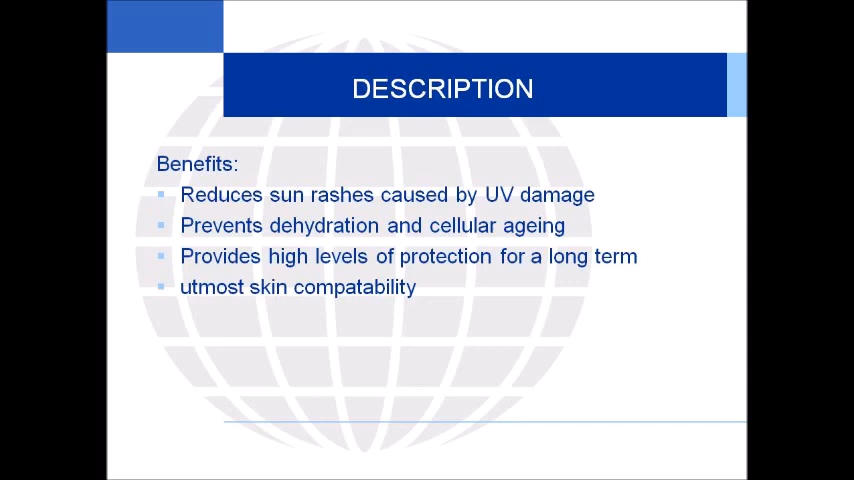 DESCRIPTION
Benefits:
Reduces sun rashes caused by UV damage
Prevents dehydration and cellular ageing
Provides high levels of protection for a long term
utmost skin compatability